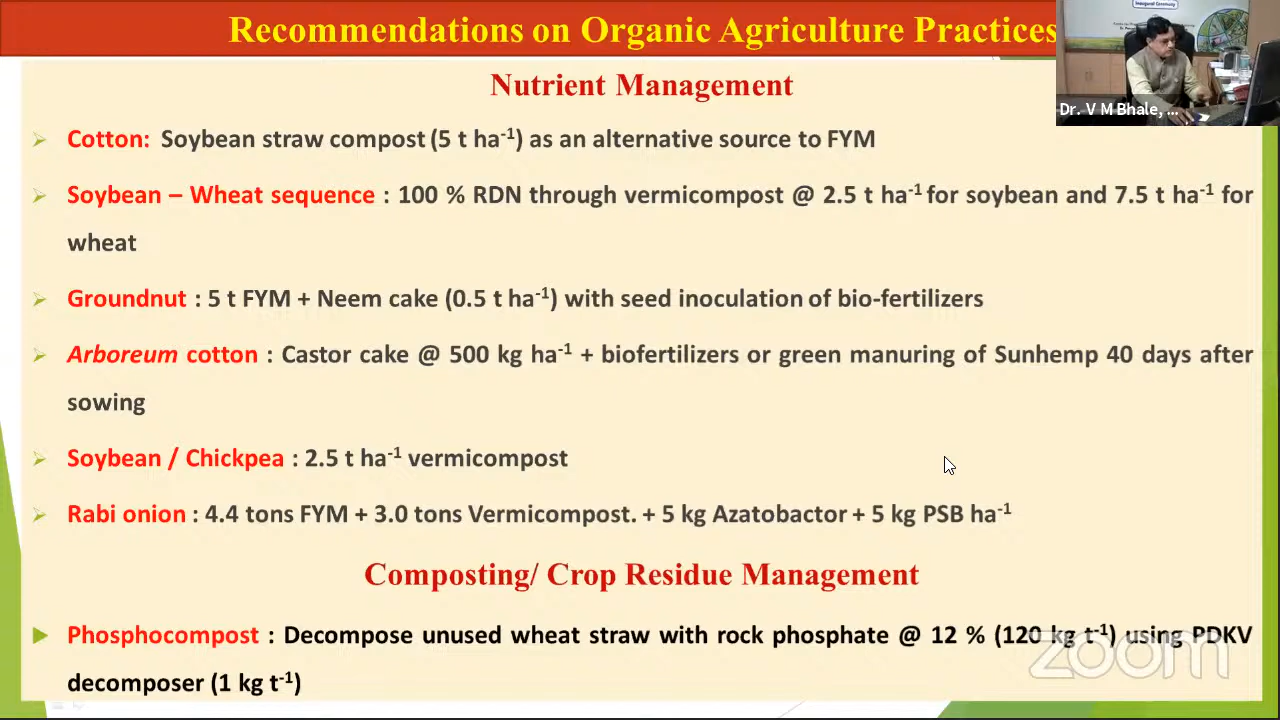 Recommendations on Organic Agriculture Practices
Inaugural Ceremony
Dr. V M Bhale, ...
Nutrient Management
Cotton: Soybean straw compost (5 t ha-1) as an alternative source to FYM
Soybean – Wheat sequence : 100 % RDN through vermicompost @ 2.5 t ha-1 for soybean and 7.5 t ha-1 for
wheat
Groundnut : 5 t FYM + Neem cake (0.5 t ha-1) with seed inoculation of bio-fertilizers
Arboreum cotton : Castor cake @ 500 kg ha-1 + biofertilizers or green manuring of Sunhemp 40 days after
sowing
Soybean / Chickpea : 2.5 t ha-1 vermicompost
Rabi onion : 4.4 tons FYM + 3.0 tons Vermicompost. + 5 kg Azatobactor + 5 kg PSB ha-1
Composting/ Crop Residue Management
Phosphocompost : Decompose unused wheat straw with rock phosphate @ 12 % (120 kg t-1) using PDKV
decomposer (1 kg t-1)
zoom